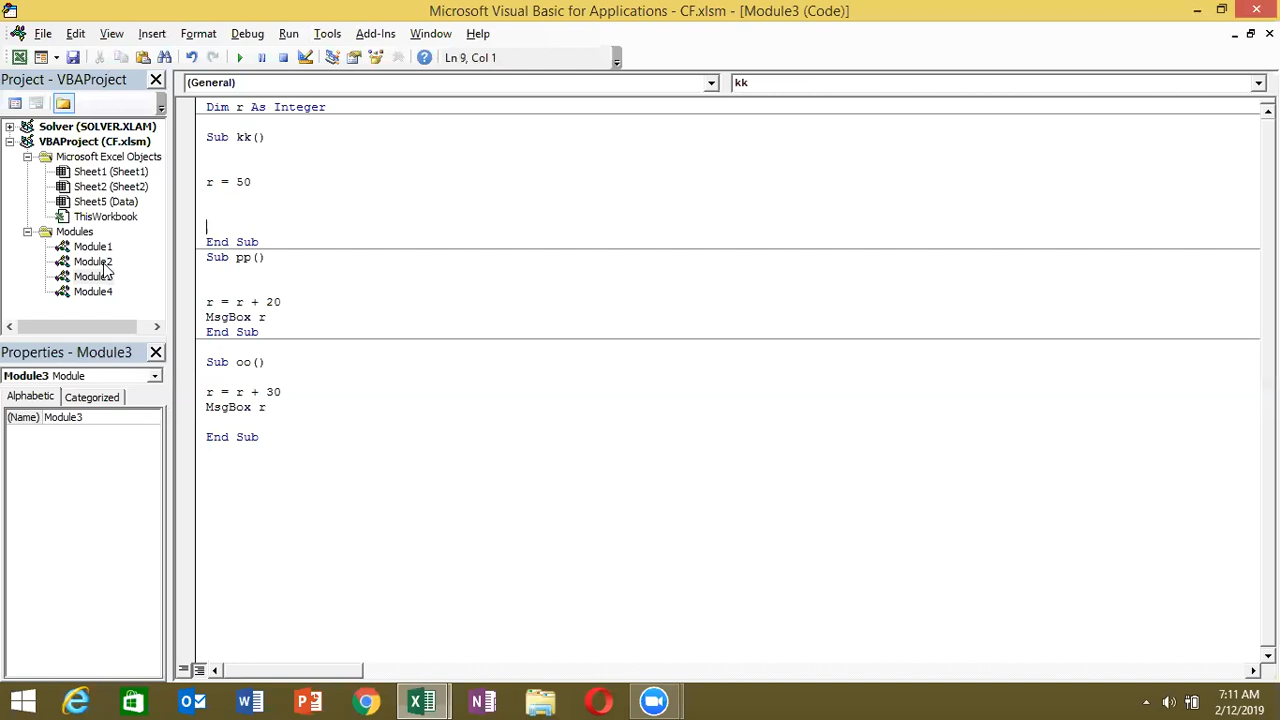 Microsoft Visual Basic for Applications - CF.xlsm - [Module3 (Code)]
File Edit View Insert Format Debug Run Tools Add-Ins Window Help
Ln 9, Col 1
Project - VBAProject
(General)
kk
Solver (SOLVER.XLAM)
VBAProject (CF.xlsm)
Microsoft Excel Objects
Sheet1 (Sheet1)
Sheet2 (Sheet2)
Sheet5 (Data)
ThisWorkbook
Modules
Module1
Module2
Module3
Module4
Properties - Module3
Module3 Module
Alphabetic Categorized
(Name) Module3
Dim r As Integer
Sub kk()
r = 50
End Sub
Sub pp()
r = r + 20
MsgBox r
End Sub
Sub oo()
r = r + 30
MsgBox r
End Sub
7:11 AM
2/12/2019